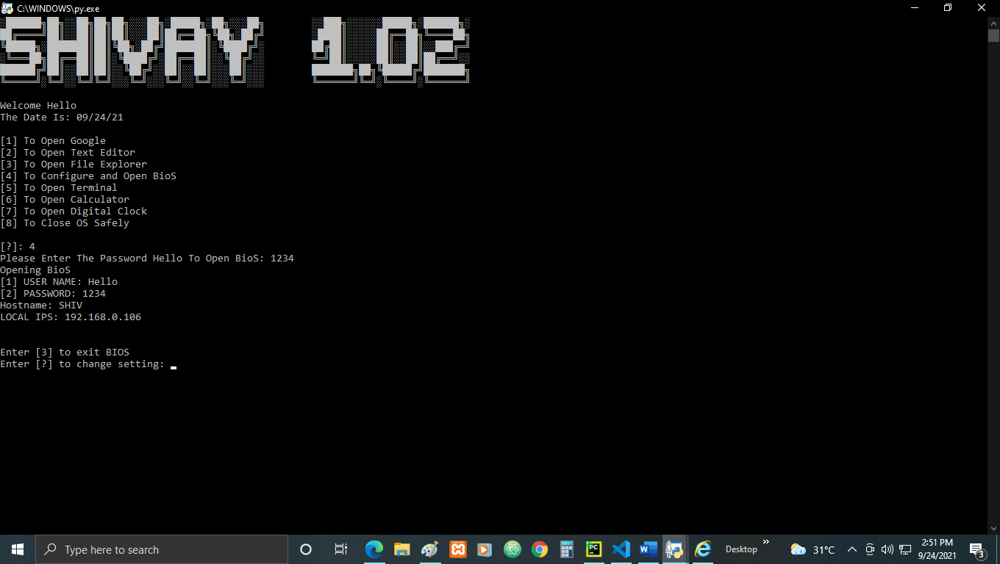 C:\WINDOWS\py.exe
SHIVAY 1.02
Welcome Hello
The Date Is: 09/24/21
[1] To Open Google
[2] To Open Text Editor
[3] To Open File Explorer
[4] To Configure and Open BioS
[5] To Open Terminal
[6] To Open Calculator
[7] To Open Digital Clock
[8] To Close OS Safely
[?]: 4
Please Enter The Password Hello To Open BioS: 1234
Opening BioS
[1] USER NAME: Hello
[2] PASSWORD: 1234
Hostname: SHIV
LOCAL IPS: 192.168.0.106
Enter [3] to exit BIOS
Enter [?] to change setting:
Type here to search
PC
W
Desktop
31°C
2:51 PM
9/24/2021
3